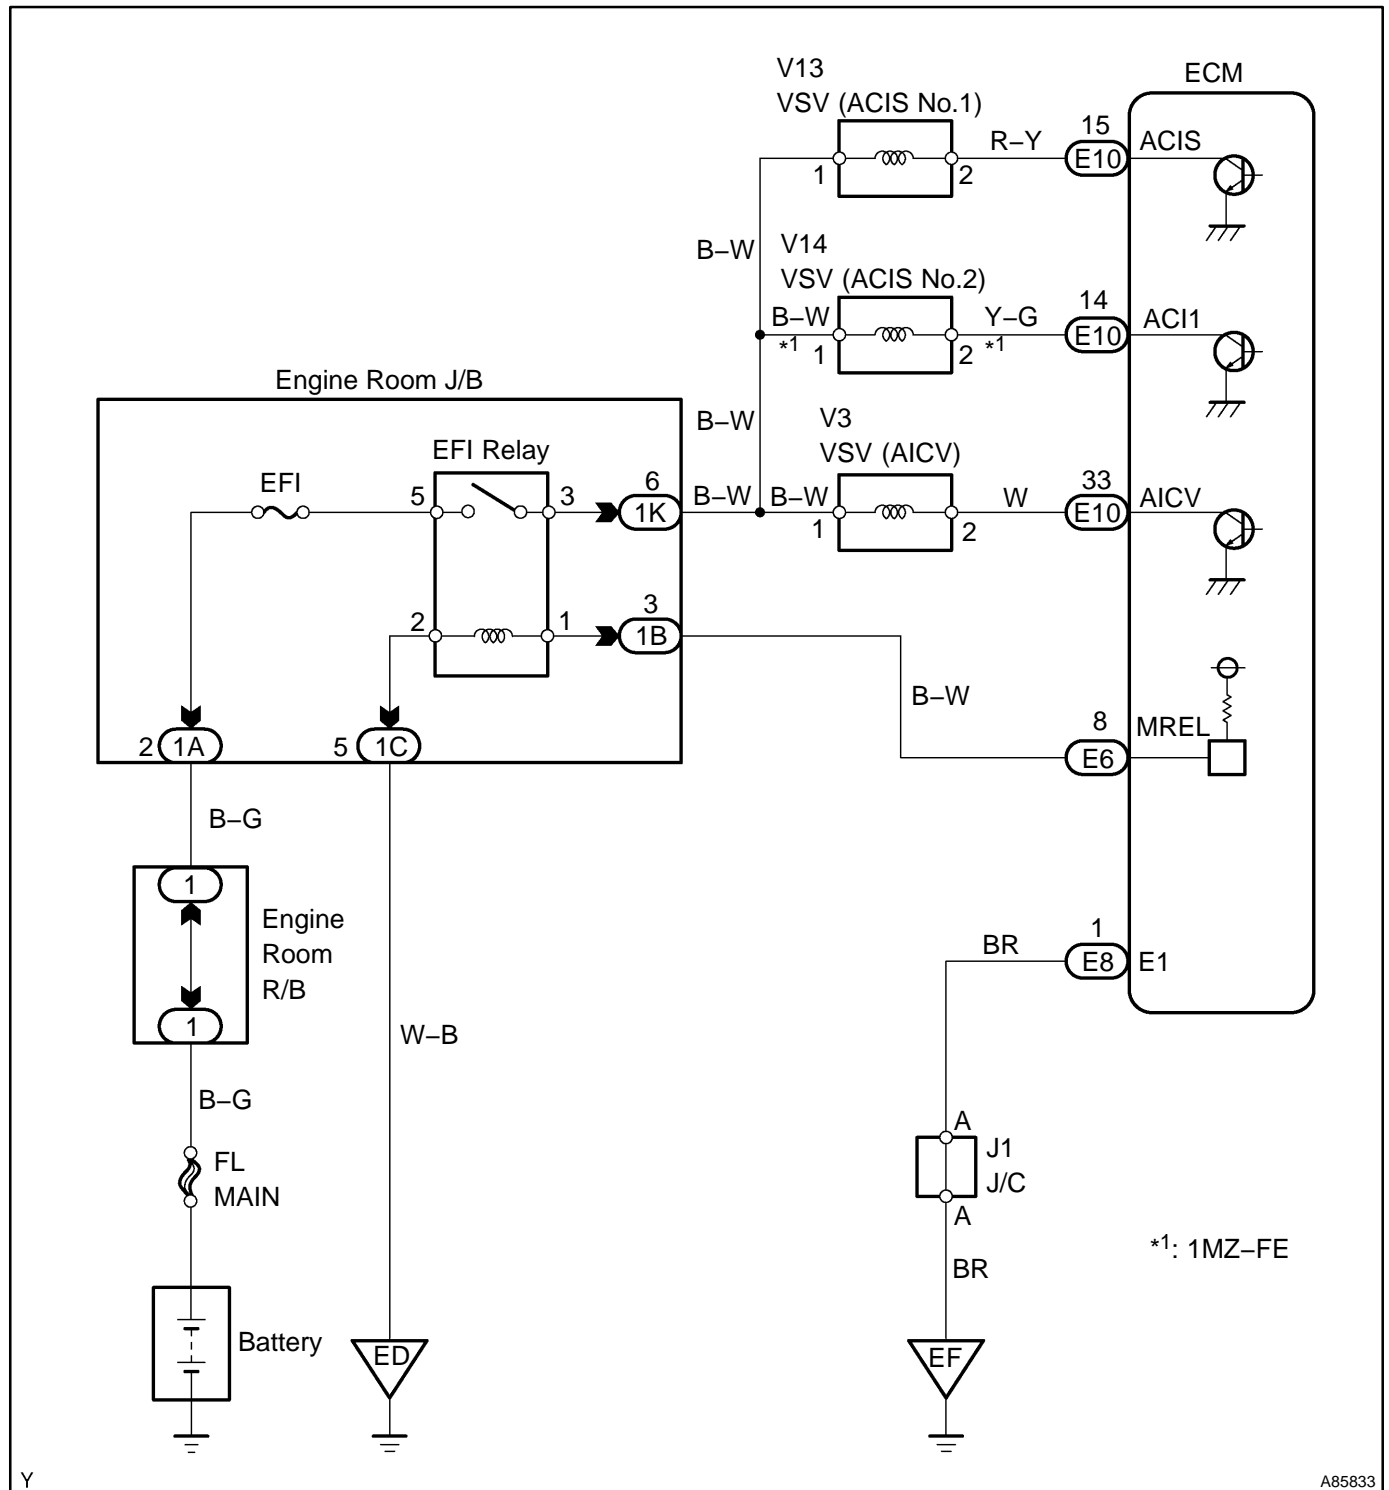 V13
VSV (ACIS No.1)
ECM
1
2
R–Y
15
E10
ACIS
B–W
V14
VSV (ACIS No.2)
B–W
*1
1
2
Y–G
*1
14
E10
ACI1
Engine Room J/B
B–W
V3
VSV (AICV)
EFI
EFI Relay
5
3
6
1K
B–W
B–W
1
2
W
33
E10
AICV
2
1
3
1B
B–W
2
1A
5
1C
8
E6
MREL
B–G
1
Engine
Room
R/B
1
BR
1
E8
E1
W–B
B–G
FL
MAIN
A
J1
J/C
A
*1: 1MZ–FE
BR
Battery
ED
EF
Y
A85833